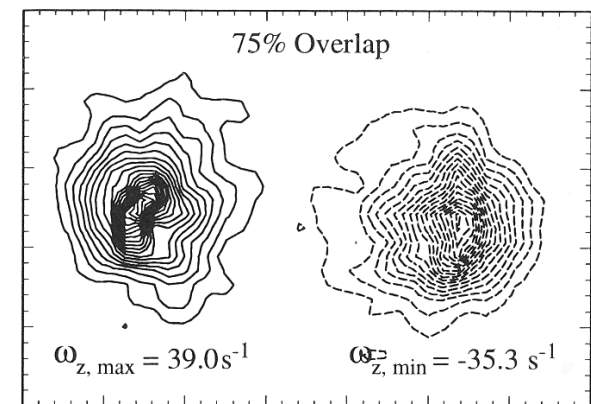 75% Overlap
ω_z, max = 39.0s⁻¹
ω_z, min = -35.3 s⁻¹